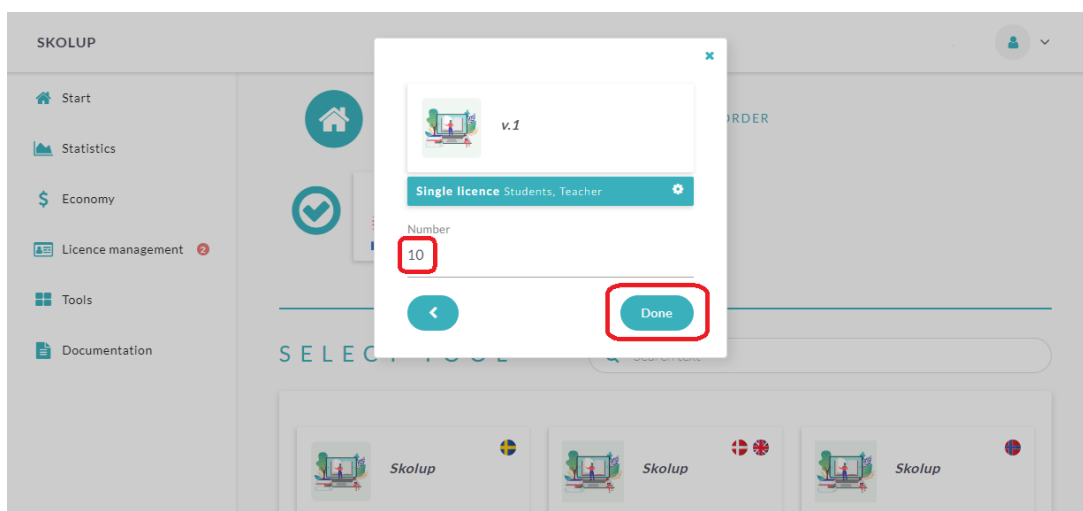 SKOLUP
Start
Statistics
Economy
Licence management 2
Tools
Documentation
v.1
Single licence Students, Teacher
Number
10
Done
Skolup
Skolup
Skolup